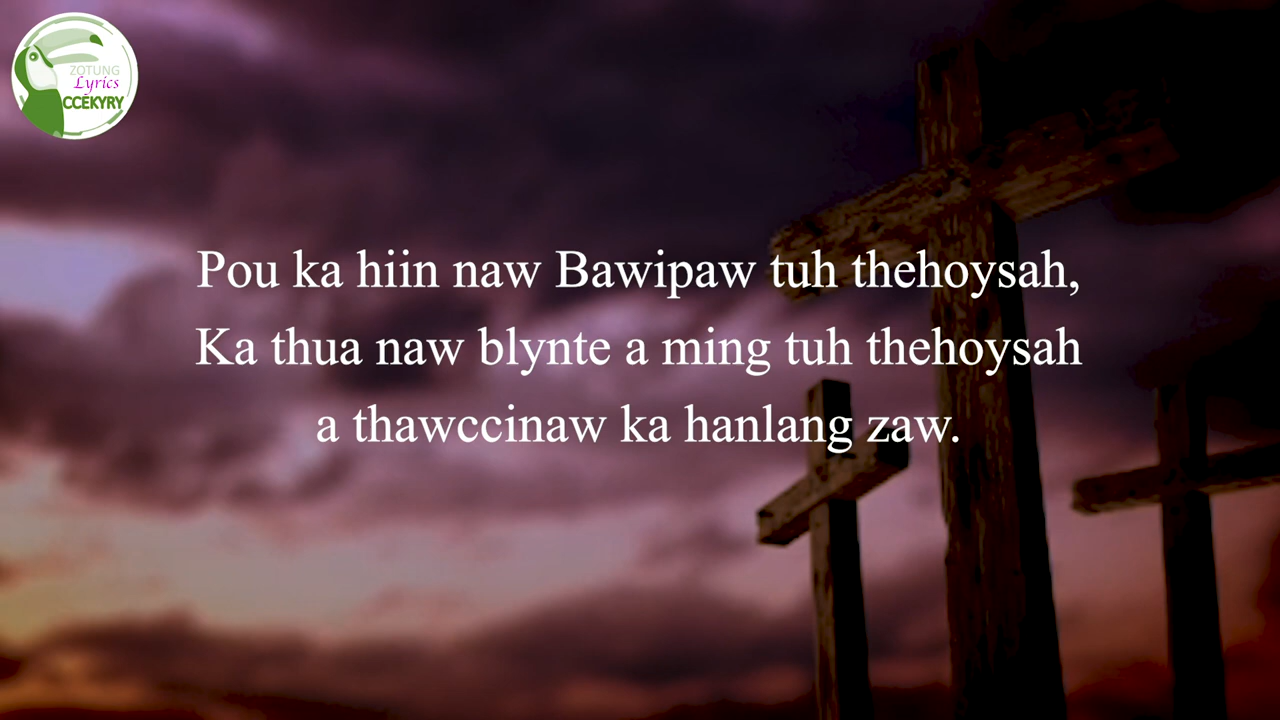 ZOTUNG
Lyrics
CCĒKYRY
Pou ka hiin naw Bawipaw tuh thehoysah,
Ka thua naw blynte a ming tuh thehoysah
a thawccinaw ka hanlang zaw.